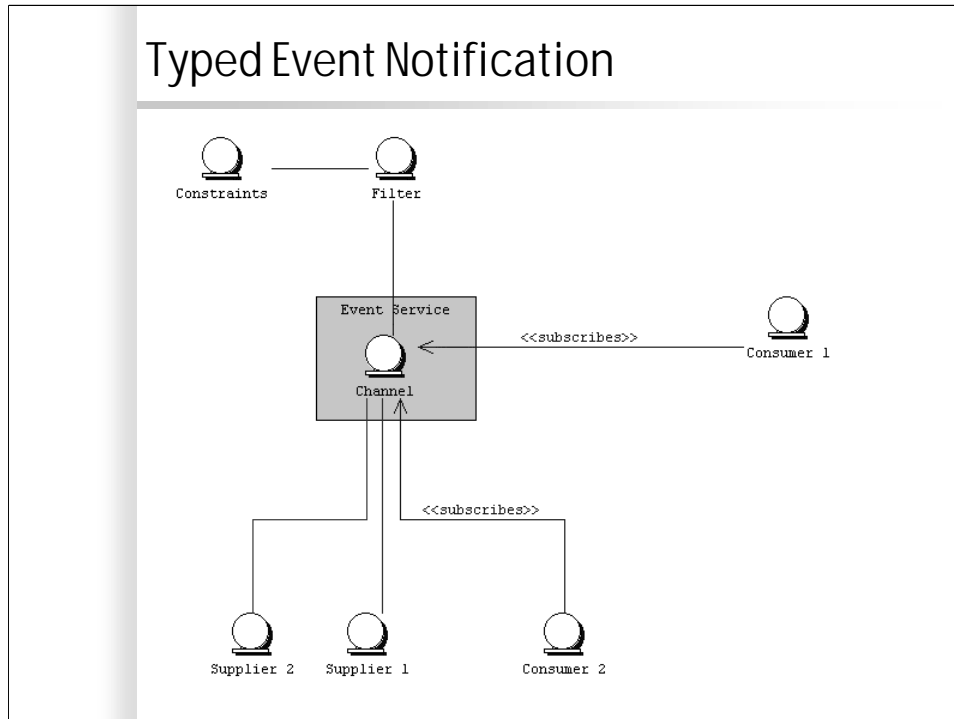 Typed Event Notification
Constraints
Filter
Event Service
<<subscribes>>
Consumer 1
Channel
<<subscribes>>
Supplier 2
Supplier 1
Consumer 2